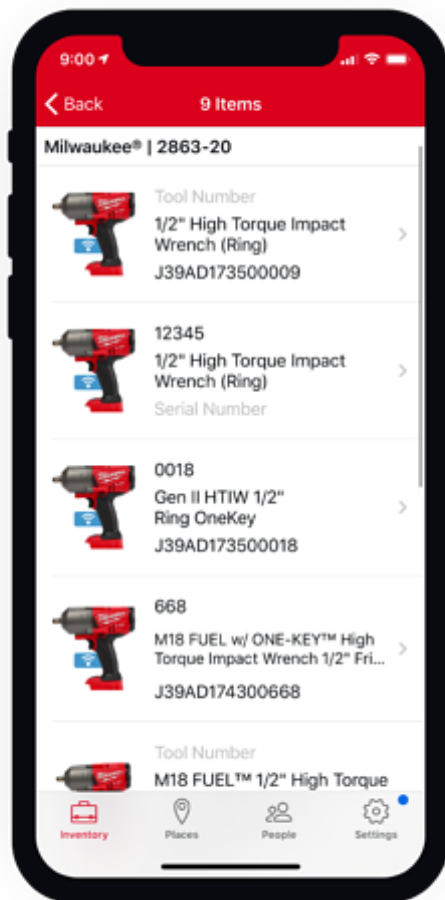 9:00
Back
9 Items
Milwaukee® | 2863-20
Tool Number
1/2" High Torque Impact
Wrench (Ring)
J39AD173500009
12345
1/2" High Torque Impact
Wrench (Ring)
Serial Number
0018
Gen II HTIW 1/2"
Ring OneKey
J39AD173500018
668
M18 FUEL w/ ONE-KEY™ High
Torque Impact Wrench 1/2" Fri...
J39AD174300668
Tool Number
M18 FUEL™ 1/2" High Torque
Inventory
Places
People
Settings